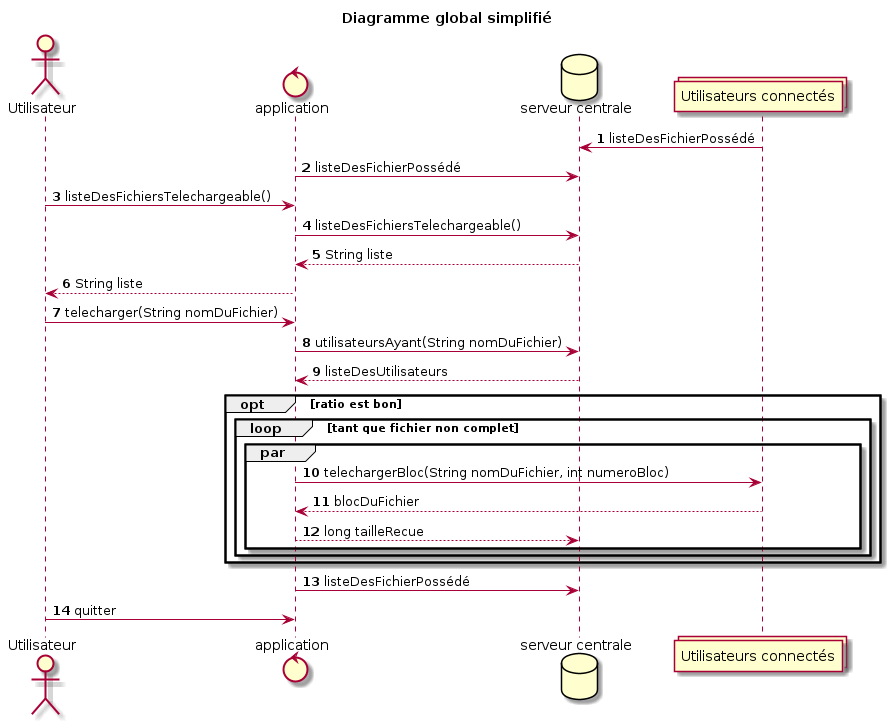 Diagramme global simplifié
Utilisateur
application
serveur centrale
Utilisateurs connectés
1 listeDesFichierPossédé
2 listeDesFichierPossédé
3 listeDesFichiersTelechargeable()
4 listeDesFichiersTelechargeable()
5 String liste
6 String liste
7 telecharger(String nomDuFichier)
8 utilisateursAyant(String nomDuFichier)
9 listeDesUtilisateurs
opt [ratio est bon]
loop [tant que fichier non complet]
par
10 telechargerBloc(String nomDuFichier, int numeroBloc)
11 blocDuFichier
12 long tailleRecue
13 listeDesFichierPossédé
14 quitter
Utilisateur
application
serveur centrale
Utilisateurs connectés